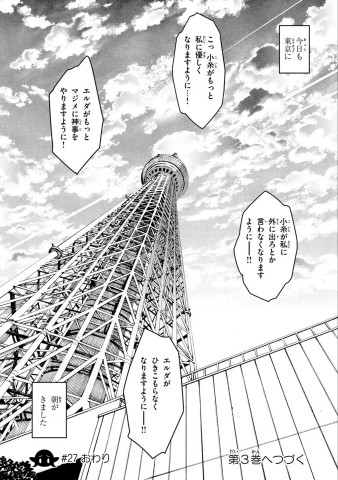 今日も
東京に
こっ 小糸がもっと
私に優しく
なりますように…!
エルダがもっと
マジメに神事を
やりますように!
小糸が私に
外に出ろとか
言わなくなります
ように──!!
エルダが
ひきこもらなく
なりますように──!!
朝が
きました
#27 おわり
第3巻へつづく